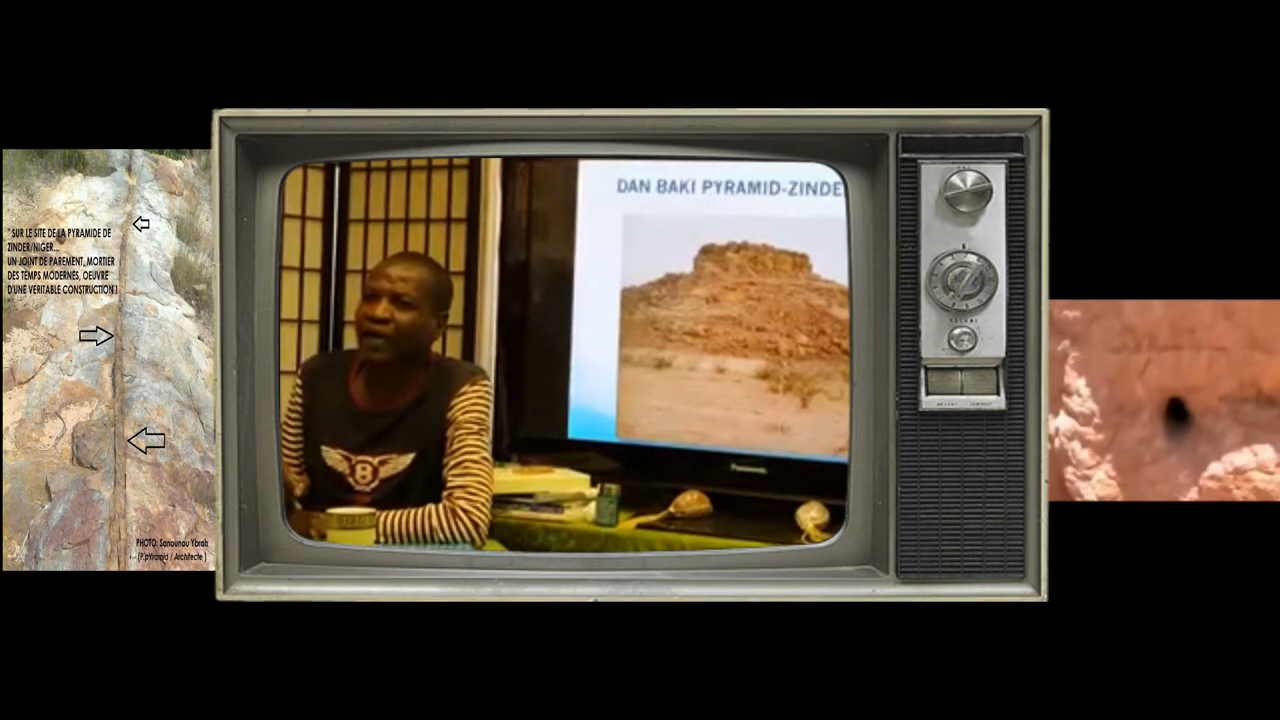 " SUR LE SITE DE LA PYRAMIDE DE
ZINDER/NIGER...
UN JOINT DE PAREMENT, MORTIER
DES TEMPS MODERNES, OEUVRE
D'UNE VERITABLE CONSTRUCTION !
PHOTO: Sanounou Ybrah
Architecte )
DAN BAKI PYRAMID-ZINDE
B
Panasonic